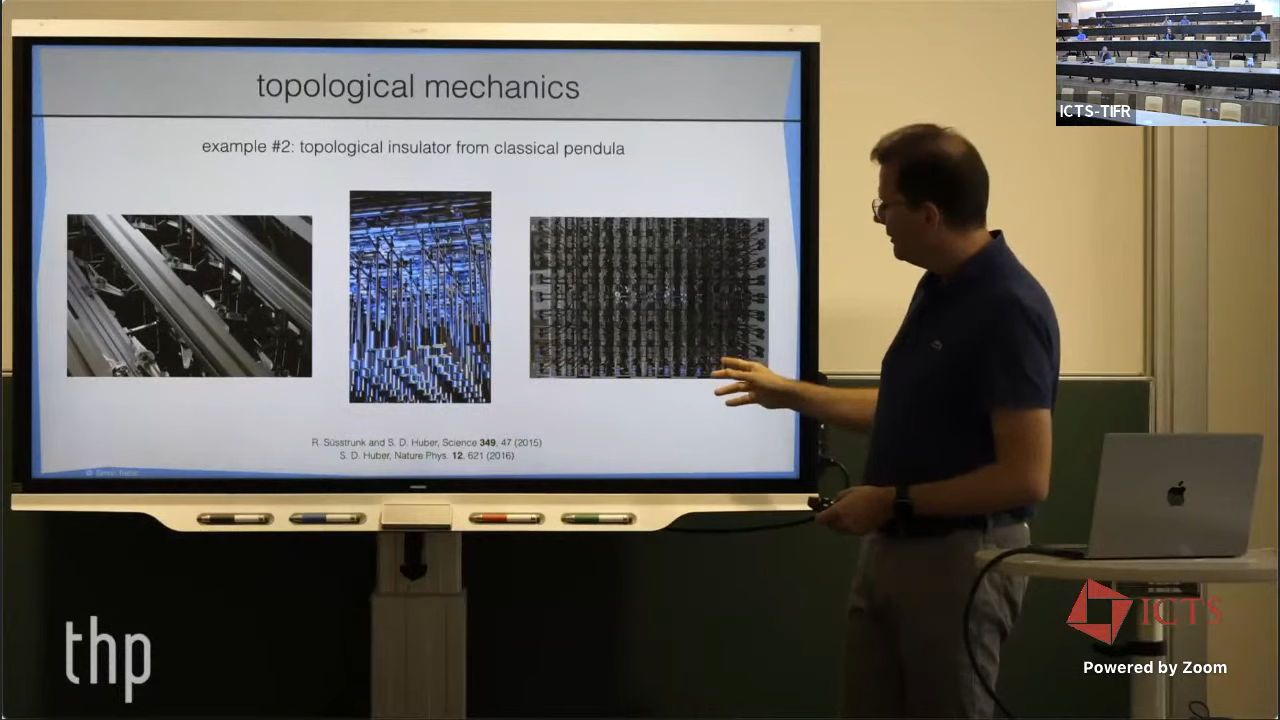 topological mechanics
example #2: topological insulator from classical pendula
R. Süsstrunk and S. D. Huber, Science 349, 47 (2015)
S. D. Huber, Nature Phys. 12, 621 (2016)
ICTS-TIFR
thp
ICTS
Powered by Zoom